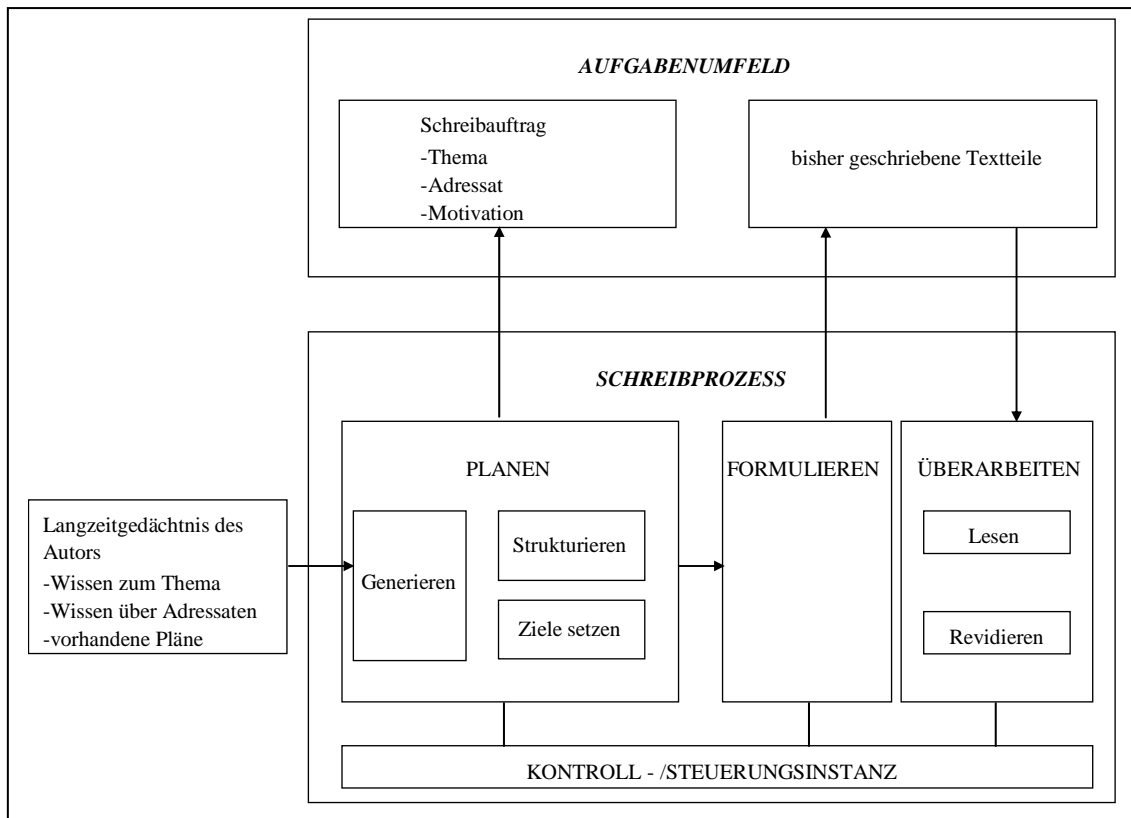 AUFGABENUMFELD
Schreibauftrag
-Thema
-Adressat
-Motivation
bisher geschriebene Textteile
SCHREIBPROZESS
PLANEN
FORMULIEREN
ÜBERARBEITEN
Langzeitgedächtnis des
Autors
-Wissen zum Thema
-Wissen über Adressaten
-vorhandene Pläne
Generieren
Strukturieren
Ziele setzen
Lesen
Revidieren
KONTROLL - /STEUERUNGSINSTANZ